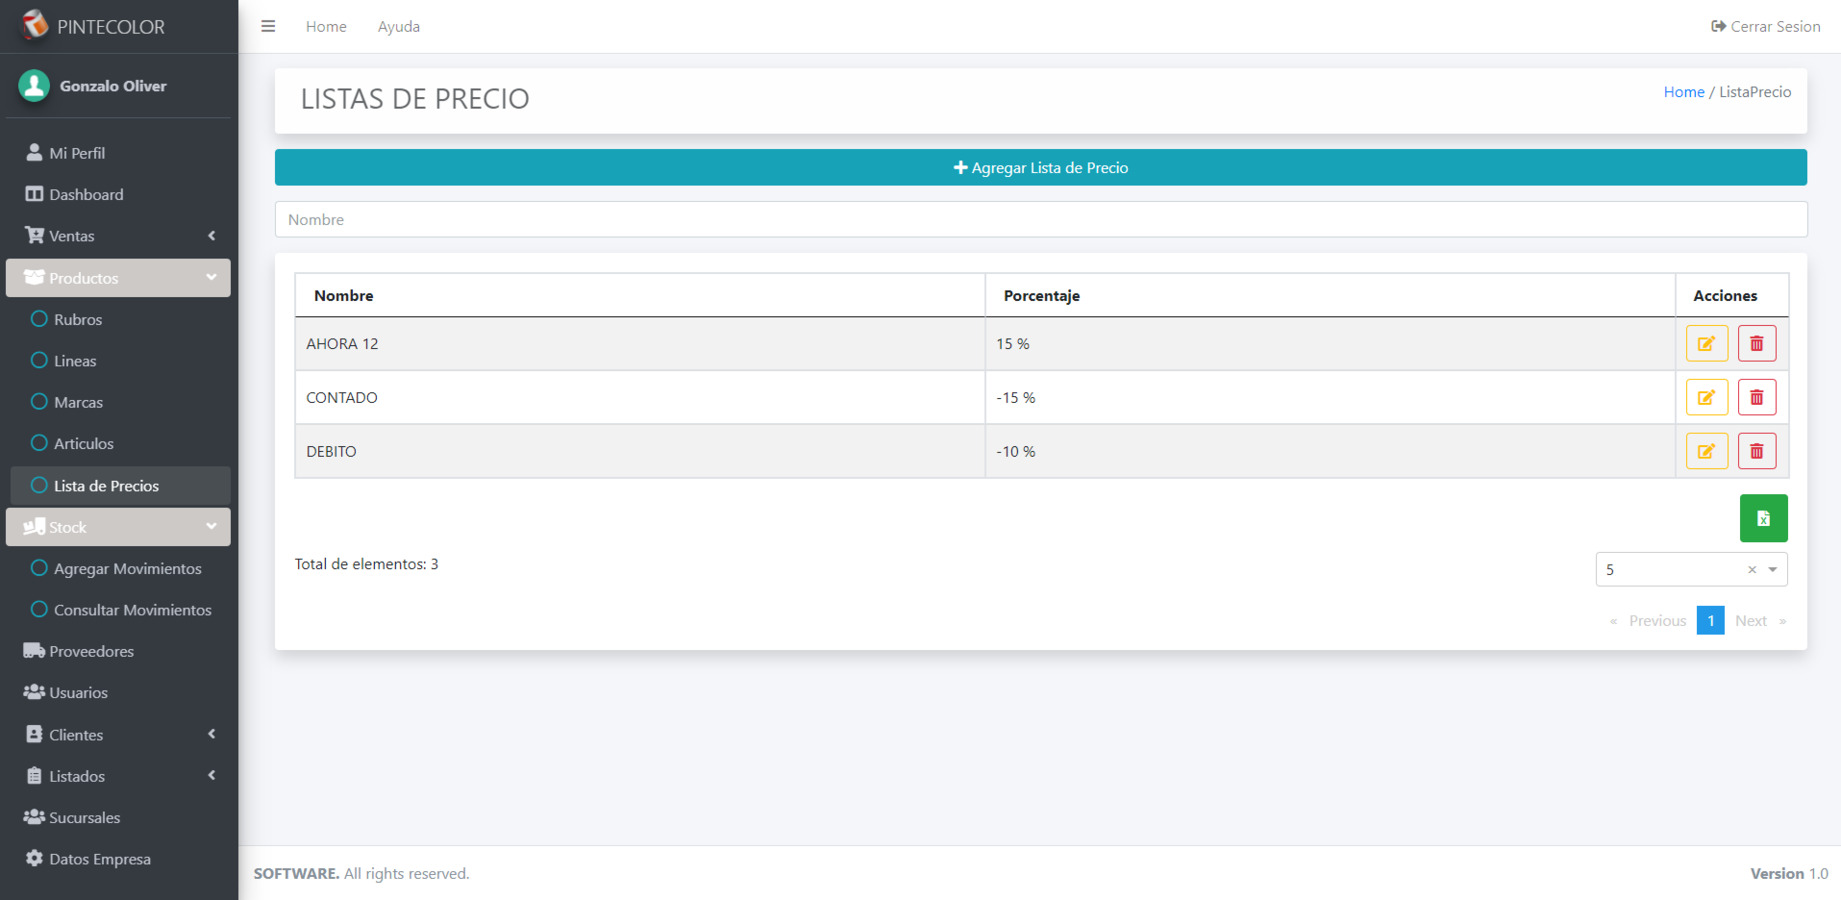 PINTECOLOR
Home
Ayuda
Cerrar Sesion
Gonzalo Oliver
Mi Perfil
Dashboard
Ventas
Productos
Rubros
Lineas
Marcas
Articulos
Lista de Precios
Stock
Agregar Movimientos
Consultar Movimientos
Proveedores
Usuarios
Clientes
Listados
Sucursales
Datos Empresa
LISTAS DE PRECIO
Home / ListaPrecio
Agregar Lista de Precio
Nombre
Nombre Porcentaje Acciones
AHORA 12 15 %
CONTADO -15 %
DEBITO -10 %
Total de elementos: 3
5 ×
« Previous 1 Next »
SOFTWARE. All rights reserved.
Version 1.0